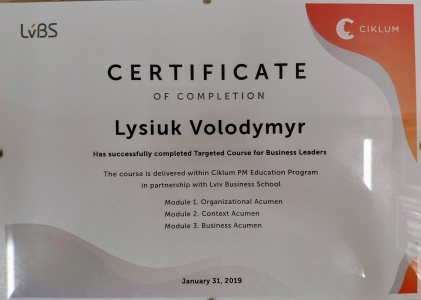 LvBS
CIKLUM
CERTIFICATE
OF COMPLETION
Lysiuk Volodymyr
Has successfully completed Targeted Course for Business Leaders
The course is delivered within Ciklum PM Education Program
in partnership with Lviv Business School
Module 1. Organizational Acumen
Module 2. Context Acumen
Module 3. Business Acumen
January 31, 2019